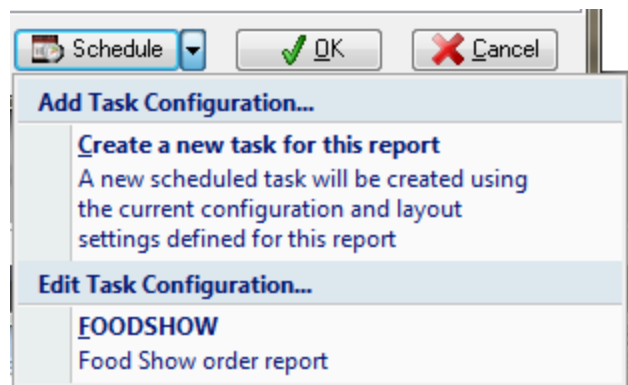 Schedule OK Cancel
Add Task Configuration...
Create a new task for this report
A new scheduled task will be created using
the current configuration and layout
settings defined for this report
Edit Task Configuration...
FOODSHOW
Food Show order report